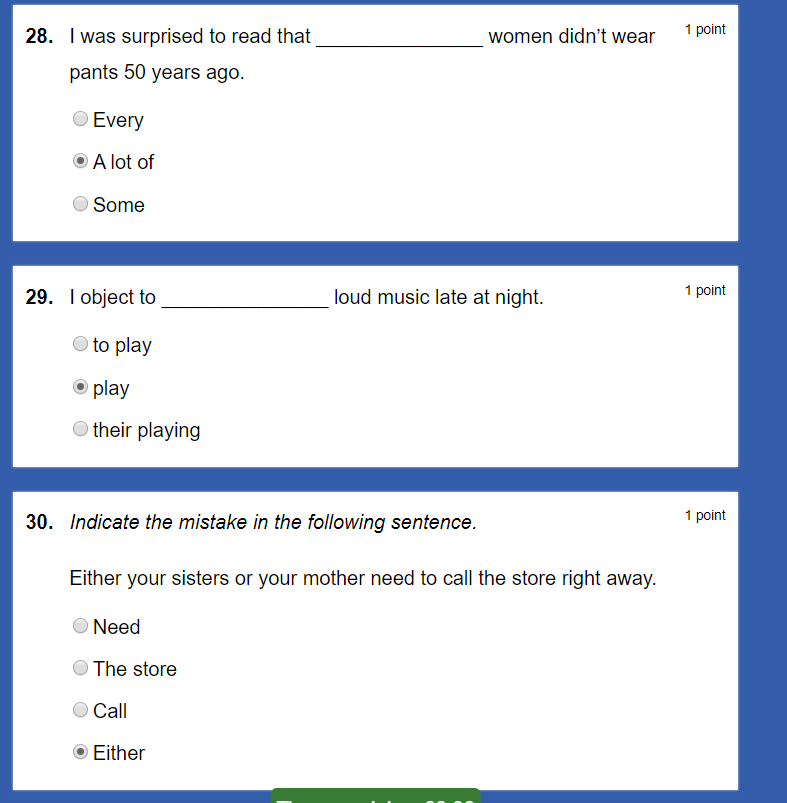 28. I was surprised to read that _______________ women didn’t wear 1 point
pants 50 years ago.
Every
A lot of
Some
29. I object to _______________ loud music late at night. 1 point
to play
play
their playing
30. Indicate the mistake in the following sentence. 1 point
Either your sisters or your mother need to call the store right away.
Need
The store
Call
Either